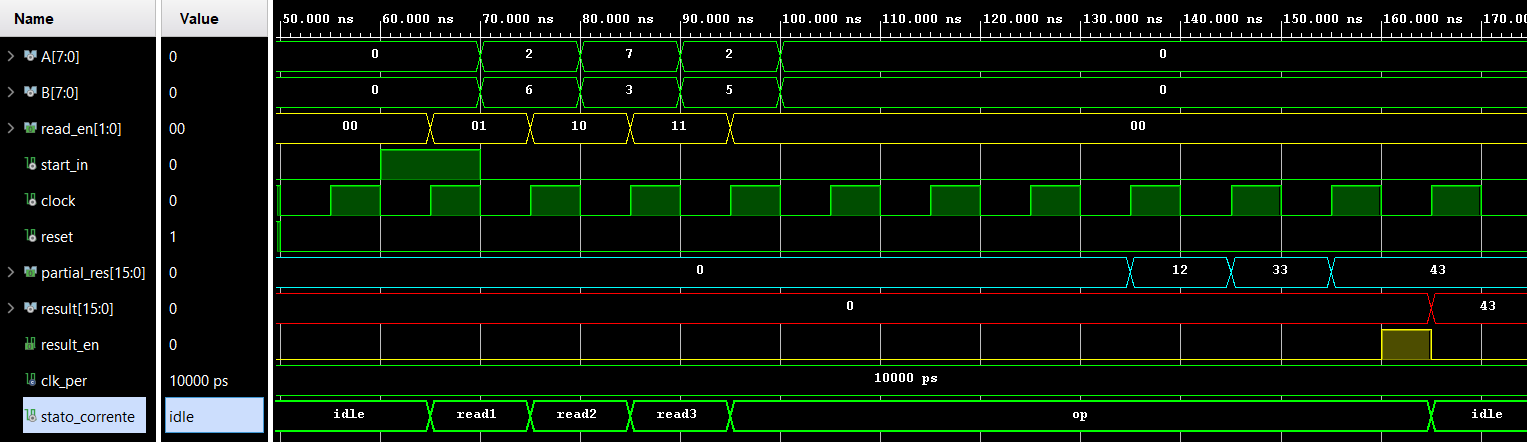 Name Value 50.000 ns 60.000 ns 70.000 ns 80.000 ns 90.000 ns 100.000 ns 110.000 ns 120.000 ns 130.000 ns 140.000 ns 150.000 ns 160.000 ns 170.00
A[7:0] 0 0 2 7 2 0
B[7:0] 0 0 6 3 5 0
read_en[1:0] 00 00 01 10 11 00
start_in 0
clock 0
reset 1
partial_res[15:0] 0 0 12 33 43
result[15:0] 0 0 43
result_en 0
clk_per 10000 ps 10000 ps
stato_corrente idle idle read1 read2 read3 op idle